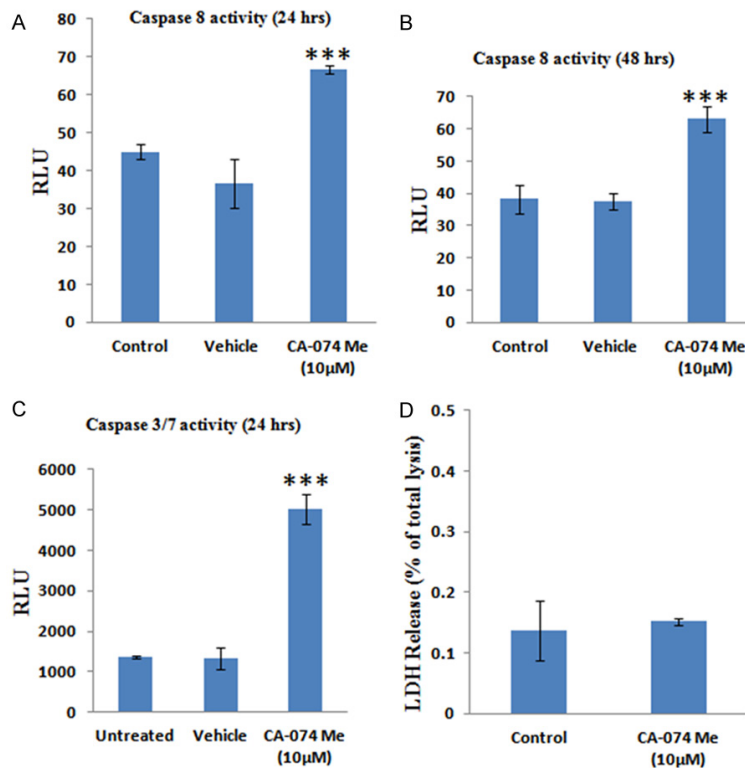 A
Caspase 8 activity (24 hrs)
80
70
60
50
40
30
20
10
0
RLU
***
Control
Vehicle
CA-074 Me
(10µM)
B
Caspase 8 activity (48 hrs)
70
60
50
40
30
20
10
0
RLU
***
Control
Vehicle
CA-074 Me
(10µM)
C
Caspase 3/7 activity (24 hrs)
6000
5000
4000
3000
2000
1000
0
RLU
***
Untreated
Vehicle
CA-074 Me
(10µM)
D
0.5
0.4
0.3
0.2
0.1
0
LDH Release (% of total lysis)
Control
CA-074 Me
(10µM)